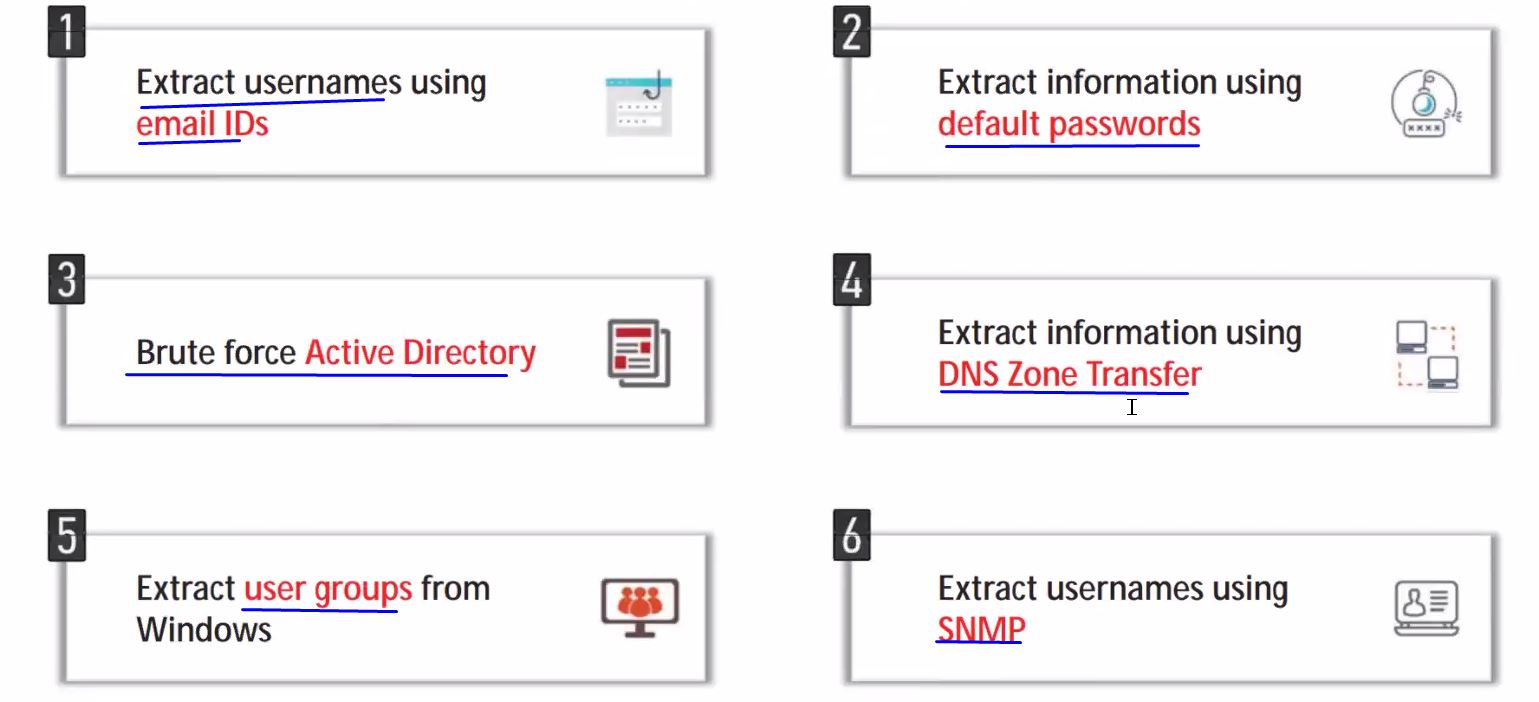 1
Extract usernames using
email IDs
2
Extract information using
default passwords
3
Brute force Active Directory
4
Extract information using
DNS Zone Transfer
5
Extract user groups from
Windows
6
Extract usernames using
SNMP